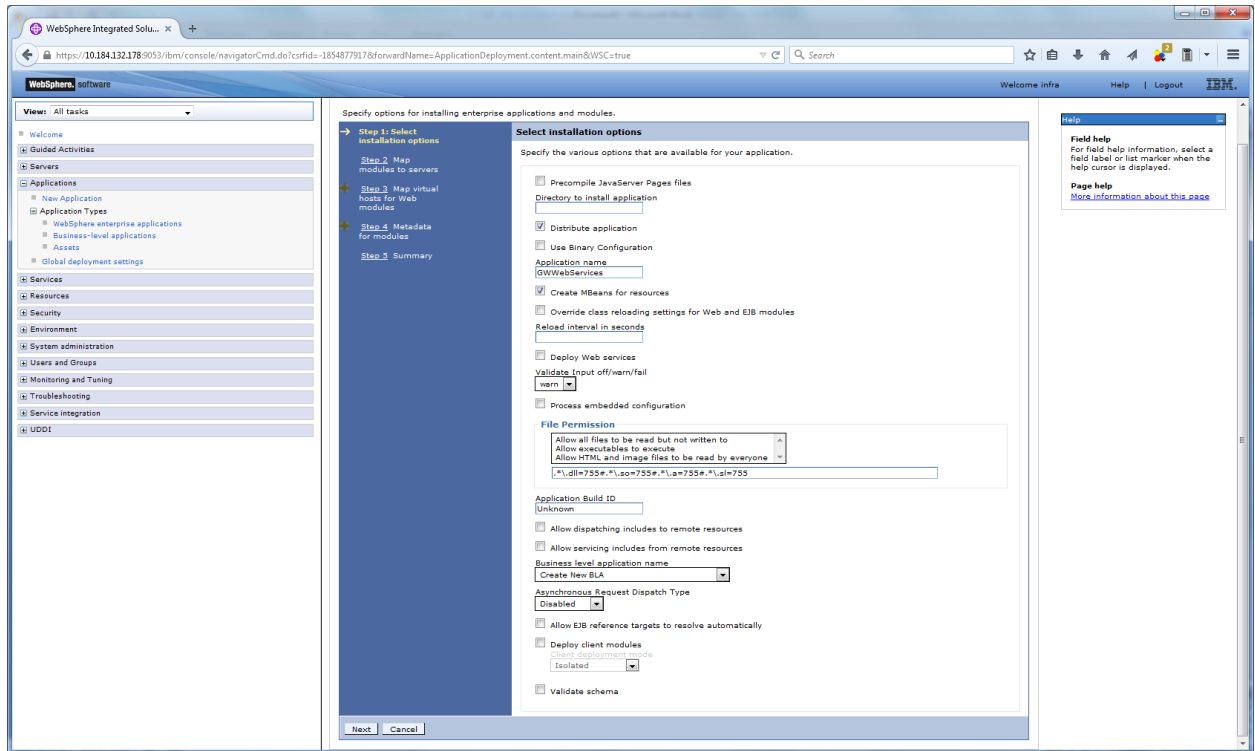 WebSphere Integrated Solu...
https://10.184.132.178:9053/ibm/console/navigatorCmd.do?csrfid=-1854877917&forwardName=ApplicationDeployment.content.main&WSC=true
Search
2
WebSphere. software
Welcome infra
Help | Logout
IBM.
View: All tasks
Welcome
Guided Activities
Servers
Applications
New Application
Application Types
WebSphere enterprise applications
Business-level applications
Assets
Global deployment settings
Services
Resources
Security
Environment
System administration
Users and Groups
Monitoring and Tuning
Troubleshooting
Service integration
UDDI
Specify options for installing enterprise applications and modules.
Step 1: Select
installation options
Step 2 Map
modules to servers
Step 3 Map virtual
hosts for Web
modules
Step 4 Metadata
for modules
Step 5 Summary
Select installation options
Specify the various options that are available for your application.
Precompile JavaServer Pages files
Directory to install application
Distribute application
Use Binary Configuration
Application name
GWWebServices
Create MBeans for resources
Override class reloading settings for Web and EJB modules
Reload interval in seconds
Deploy Web services
Validate Input off/warn/fail
warn
Process embedded configuration
File Permission
Allow all files to be read but not written to
Allow executables to execute
Allow HTML and image files to be read by everyone
.*\.dll=755#.*\.so=755#.*\.a=755#.*\.sl=755
Application Build ID
Unknown
Allow dispatching includes to remote resources
Allow servicing includes from remote resources
Business level application name
Create New BLA
Asynchronous Request Dispatch Type
Disabled
Allow EJB reference targets to resolve automatically
Deploy client modules
Client deployment mode
Isolated
Validate schema
Next
Cancel
Help
Field help
For field help information, select a
field label or list marker when the
help cursor is displayed.
Page help
More information about this page